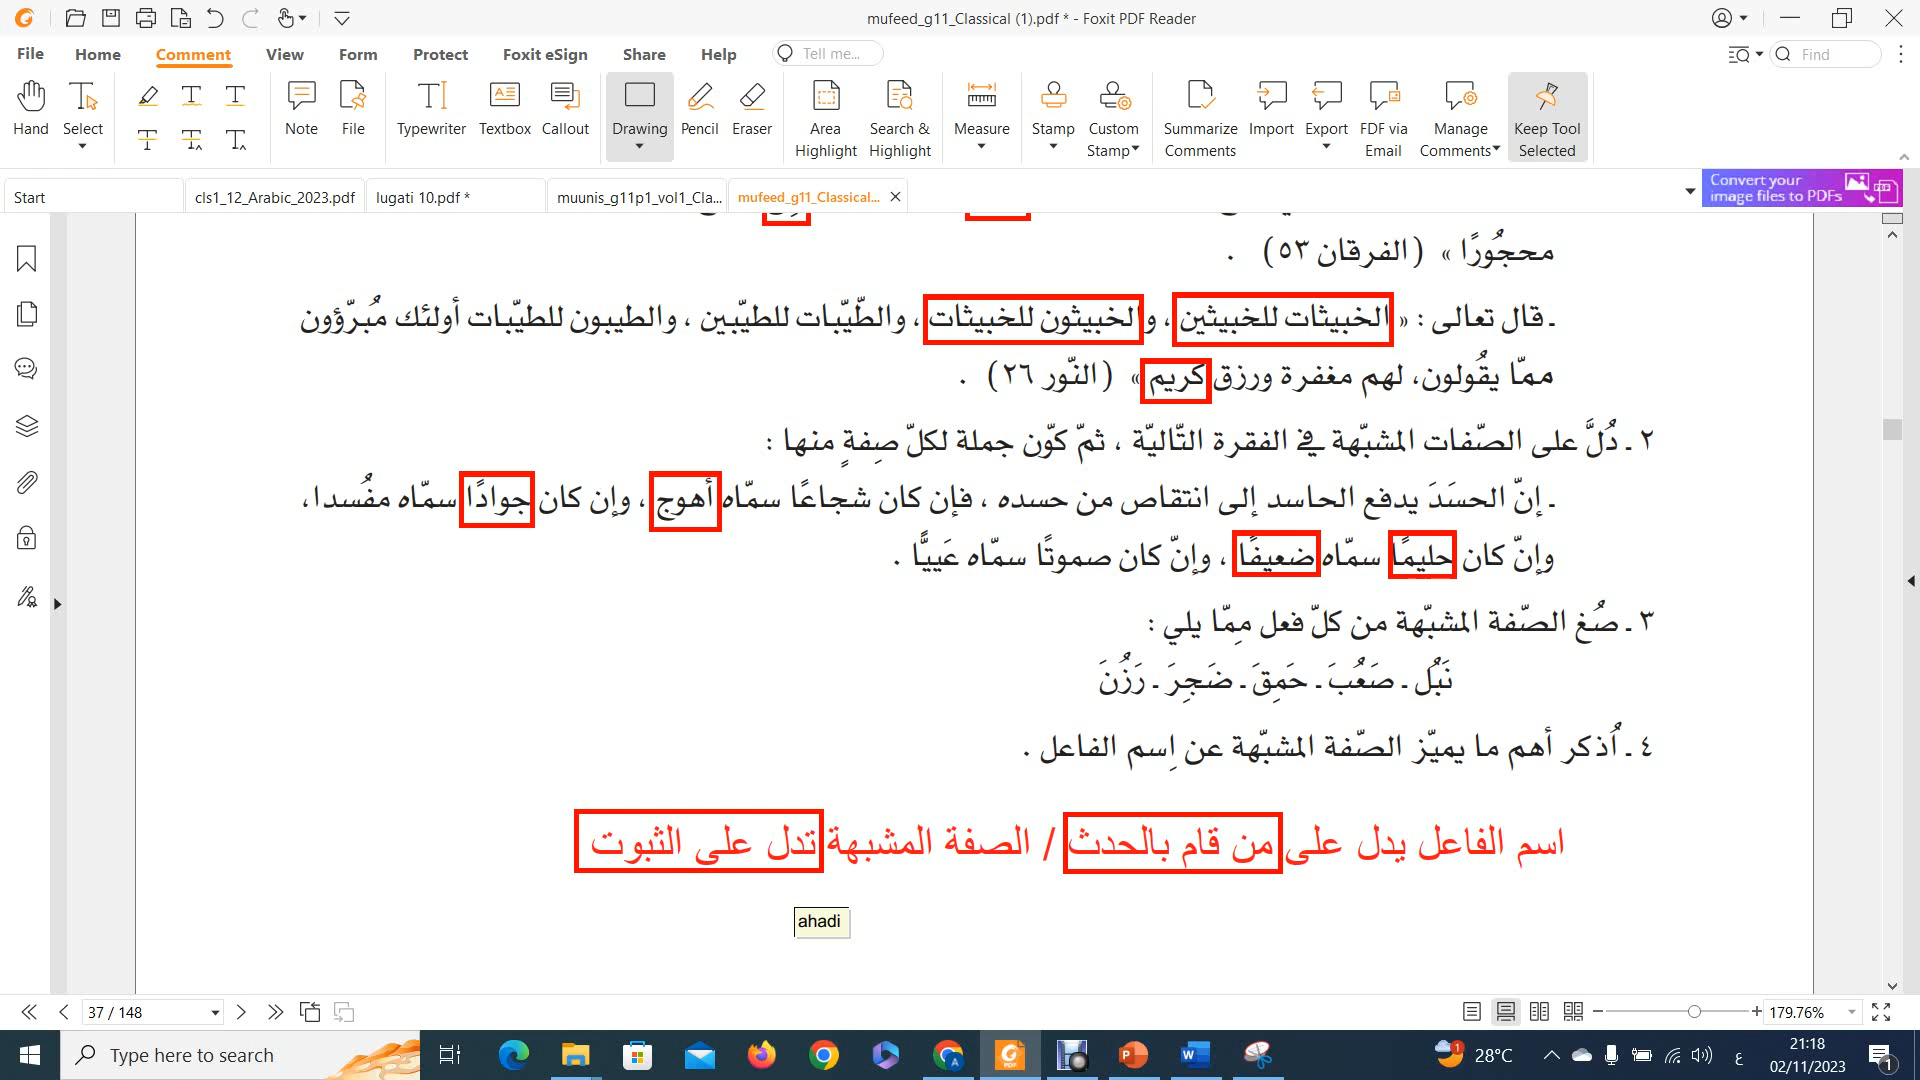 mufeed_g11_Classical (1).pdf * - Foxit PDF Reader
File Home Comment View Form Protect Foxit eSign Share Help Tell me... Find
Hand Select Note File Typewriter Textbox Callout Drawing Pencil Eraser Area Highlight Search & Highlight Measure Stamp Custom Stamp Summarize Comments Import Export FDF via Email Manage Comments Keep Tool Selected
Start cls1_12_Arabic_2023.pdf lugati 10.pdf * muunis_g11p1_vol1_Cla... mufeed_g11_Classical...
Convert your
image files to PDFs
محجُورًا » (الفرقان ٥٣) .
ـ قال تعالى : « الخبيثات للخبيثين ، والخبيثون للخبيثات ، والطّيّبات للطيّبين ، والطيبون للطيّبات أولئك مُبرّؤون
ممّا يقُولون، لهم مغفرة ورزق كريم » (النّور ٢٦) .
٢ ـ دُلَّ على الصّفات المشبّهة في الفقرة التّاليّة ، ثمّ كوّن جملة لكلّ صِفةٍ منها :
ـ إنّ الحسَدَ يدفع الحاسد إلى انتقاص من حسده ، فإن كان شجاعًا سمّاه أهوج ، وإن كان جوادًا سمّاه مفُسدا،
وإنّ كان حليمًا سمّاه ضعيفًا ، وإنّ كان صموتًا سمّاه عَييًّا .
٣ ـ صُغ الصّفة المشبّهة من كلّ فعل مِمّا يلي :
نَبُل ـ صَعُبَ ـ حَمِقَ ـ ضَجِرَ ـ رَزُنَ
٤ ـ اُذكر أهم ما يميّز الصّفة المشبّهة عن اِسم الفاعل .
اسم الفاعل يدل على من قام بالحدث / الصفة المشبهة تدل على الثبوت
ahadi
37 / 148 179.76%
Type here to search
28°C
ع
21:18
02/11/2023